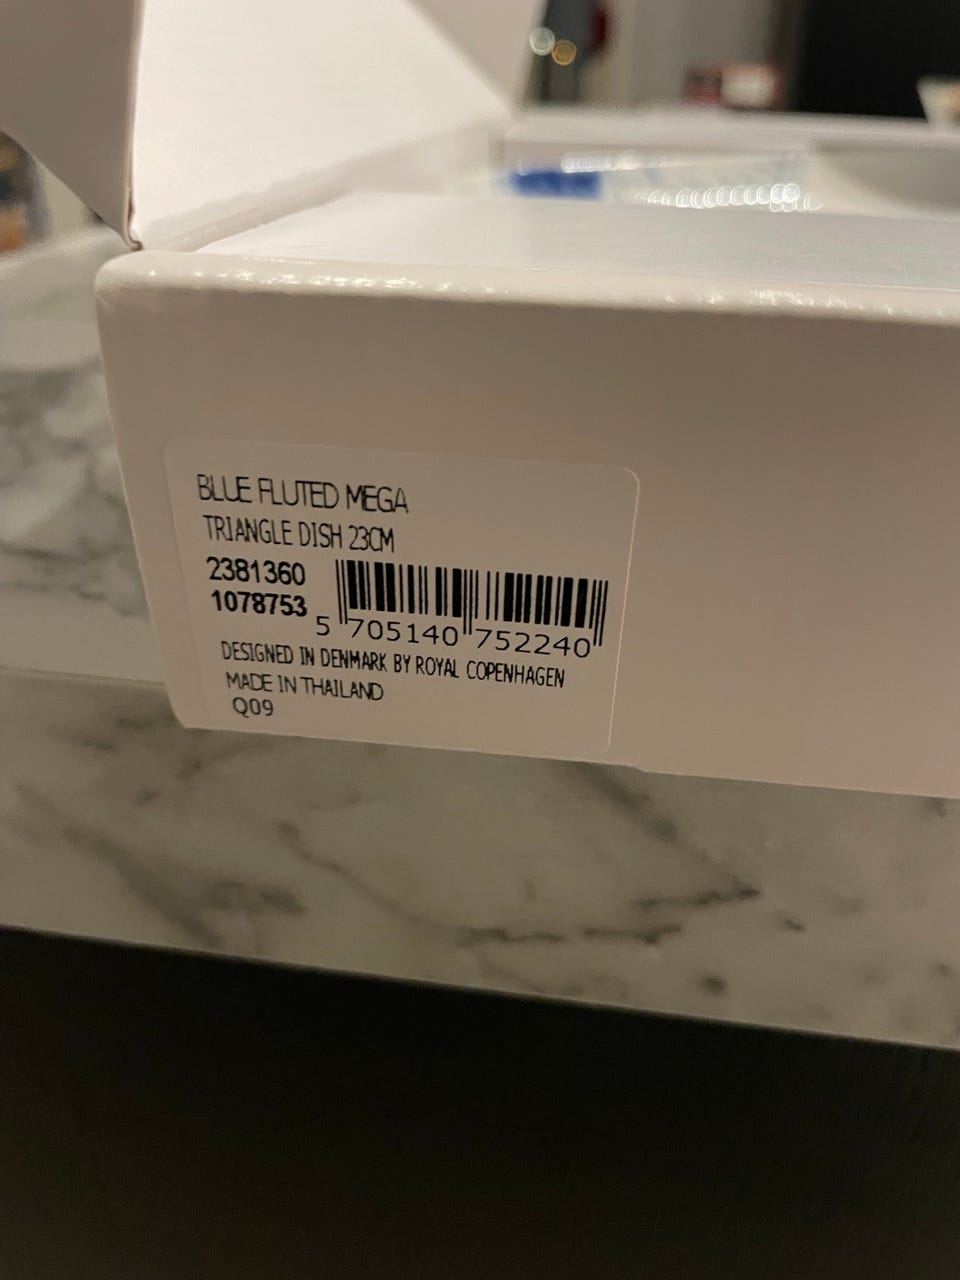 BLUE FLUTED MEGA
TRIANGLE DISH 23CM
2381360
1078753
5 705140 752240
DESIGNED IN DENMARK BY ROYAL COPENHAGEN
MADE IN THAILAND
Q09